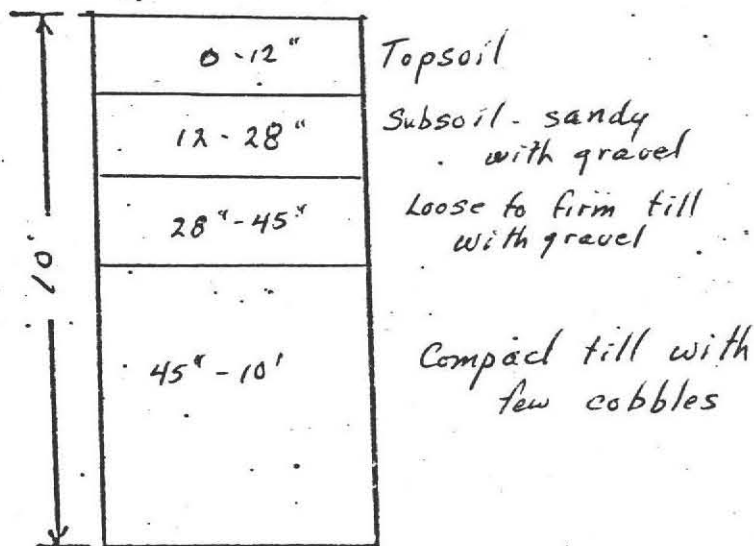 0-12" Topsoil
12-28" Subsoil - sandy
with gravel
28"-45" Loose to firm till
with gravel
10'
45"-10' Compact till with
few cobbles